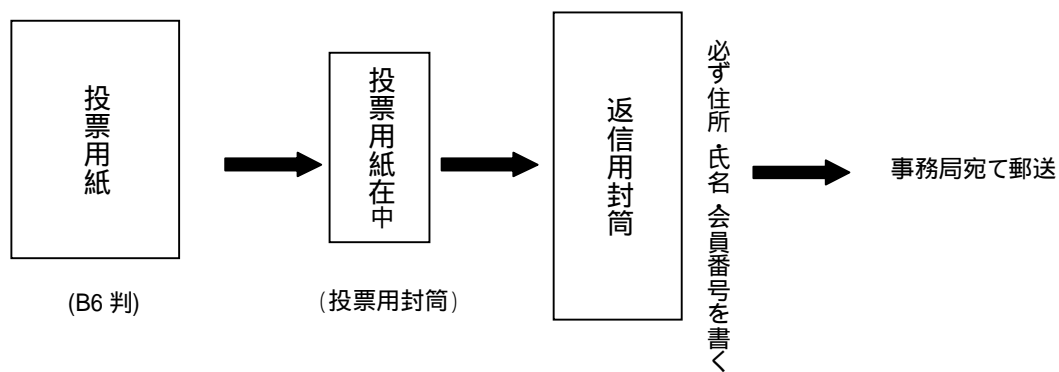 投票用紙
(B6 判)
投票用紙在中
(投票用封筒)
返信用封筒
必ず住所・氏名・会員番号を書く
事務局宛て郵送